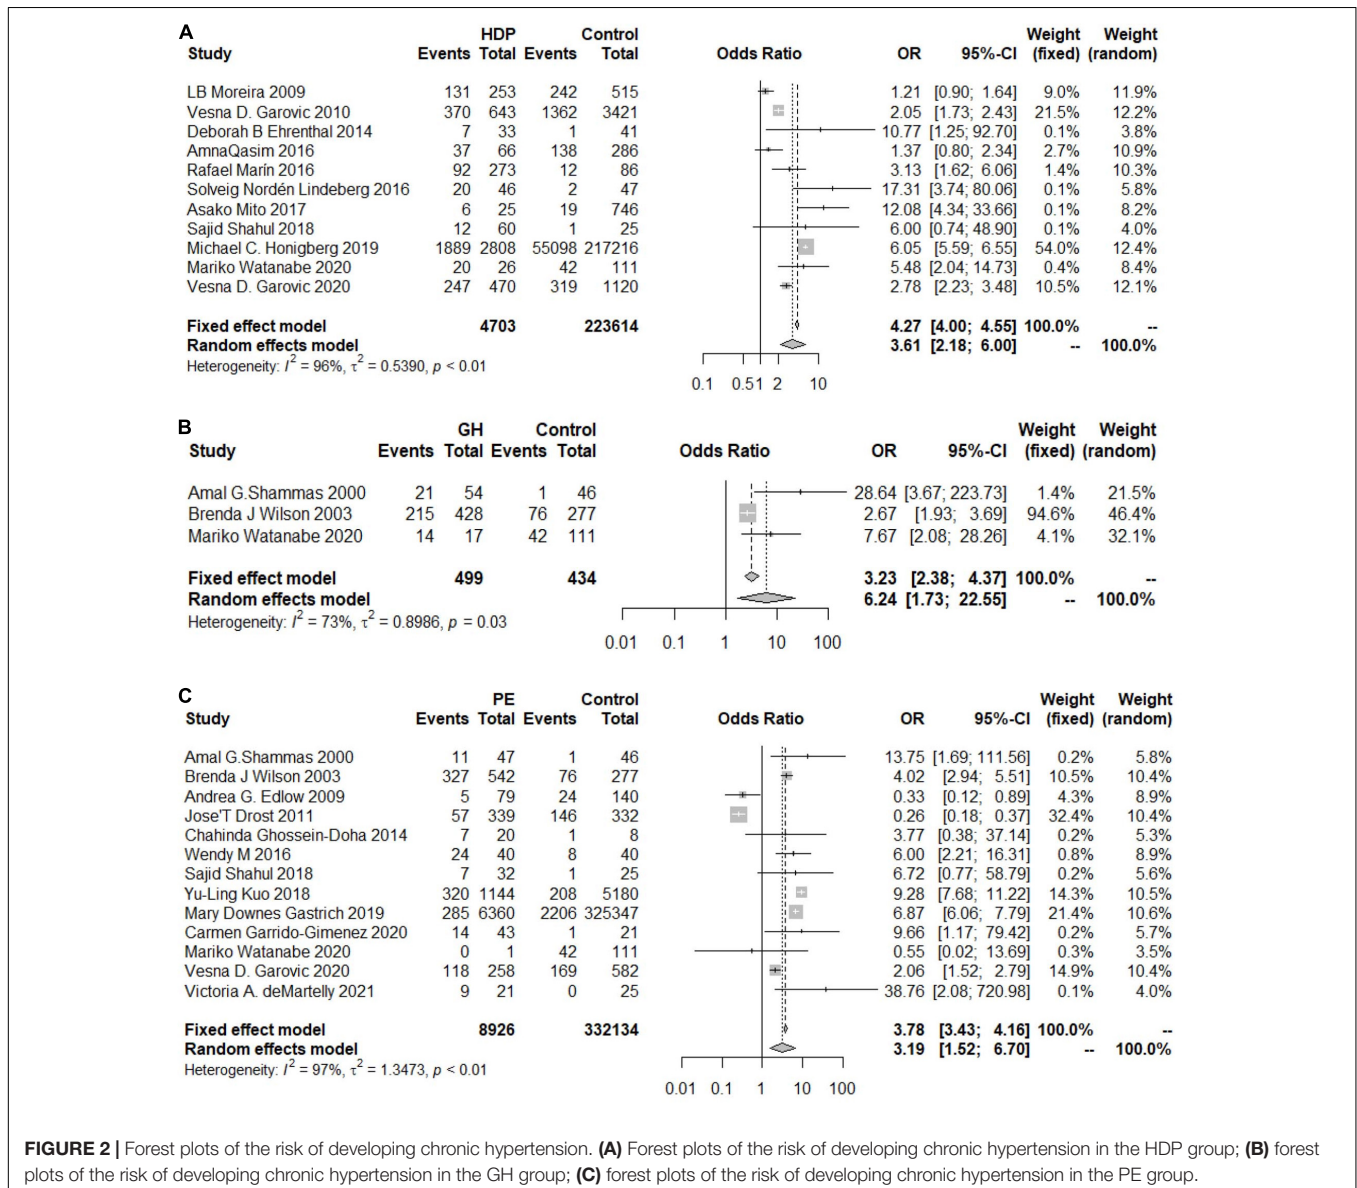 A
HDP Control Weight Weight
Study Events Total Events Total Odds Ratio OR 95%-CI (fixed) (random)
LB Moreira 2009 131 253 242 515 1.21 [0.90; 1.64] 9.0% 11.9%
Vesna D. Garovic 2010 370 643 1362 3421 2.05 [1.73; 2.43] 21.5% 12.2%
Deborah B Ehrenthal 2014 7 33 1 41 10.77 [1.25; 92.70] 0.1% 3.8%
AmnaQasim 2016 37 66 138 286 1.37 [0.80; 2.34] 2.7% 10.9%
Rafael Marín 2016 92 273 12 86 3.13 [1.62; 6.06] 1.4% 10.3%
Solveig Nordén Lindeberg 2016 20 46 2 47 17.31 [3.74; 80.06] 0.1% 5.8%
Asako Mito 2017 6 25 19 746 12.08 [4.34; 33.66] 0.1% 8.2%
Sajid Shahul 2018 12 60 1 25 6.00 [0.74; 48.90] 0.1% 4.0%
Michael C. Honigberg 2019 1889 2808 55098 217216 6.05 [5.59; 6.55] 54.0% 12.4%
Mariko Watanabe 2020 20 26 42 111 5.48 [2.04; 14.73] 0.4% 8.4%
Vesna D. Garovic 2020 247 470 319 1120 2.78 [2.23; 3.48] 10.5% 12.1%
Fixed effect model 4703 223614 4.27 [4.00; 4.55] 100.0% --
Random effects model 3.61 [2.18; 6.00] -- 100.0%
Heterogeneity: I² = 96%, τ² = 0.5390, p < 0.01
0.1 0.51 2 10
B
GH Control Weight Weight
Study Events Total Events Total Odds Ratio OR 95%-CI (fixed) (random)
Amal G.Shammas 2000 21 54 1 46 28.64 [3.67; 223.73] 1.4% 21.5%
Brenda J Wilson 2003 215 428 76 277 2.67 [1.93; 3.69] 94.6% 46.4%
Mariko Watanabe 2020 14 17 42 111 7.67 [2.08; 28.26] 4.1% 32.1%
Fixed effect model 499 434 3.23 [2.38; 4.37] 100.0% --
Random effects model 6.24 [1.73; 22.55] -- 100.0%
Heterogeneity: I² = 73%, τ² = 0.8986, p = 0.03
0.01 0.1 1 10 100
C
PE Control Weight Weight
Study Events Total Events Total Odds Ratio OR 95%-CI (fixed) (random)
Amal G.Shammas 2000 11 47 1 46 13.75 [1.69; 111.56] 0.2% 5.8%
Brenda J Wilson 2003 327 542 76 277 4.02 [2.94; 5.51] 10.5% 10.4%
Andrea G. Edlow 2009 5 79 24 140 0.33 [0.12; 0.89] 4.3% 8.9%
Jose'T Drost 2011 57 339 146 332 0.26 [0.18; 0.37] 32.4% 10.4%
Chahinda Ghossein-Doha 2014 7 20 1 8 3.77 [0.38; 37.14] 0.2% 5.3%
Wendy M 2016 24 40 8 40 6.00 [2.21; 16.31] 0.8% 8.9%
Sajid Shahul 2018 7 32 1 25 6.72 [0.77; 58.79] 0.2% 5.6%
Yu-Ling Kuo 2018 320 1144 208 5180 9.28 [7.68; 11.22] 14.3% 10.5%
Mary Downes Gastrich 2019 285 6360 2206 325347 6.87 [6.06; 7.79] 21.4% 10.6%
Carmen Garrido-Gimenez 2020 14 43 1 21 9.66 [1.17; 79.42] 0.2% 5.7%
Mariko Watanabe 2020 0 1 42 111 0.55 [0.02; 13.69] 0.3% 3.5%
Vesna D. Garovic 2020 118 258 169 582 2.06 [1.52; 2.79] 14.9% 10.4%
Victoria A. deMartelly 2021 9 21 0 25 38.76 [2.08; 720.98] 0.1% 4.0%
Fixed effect model 8926 332134 3.78 [3.43; 4.16] 100.0% --
Random effects model 3.19 [1.52; 6.70] -- 100.0%
Heterogeneity: I² = 97%, τ² = 1.3473, p < 0.01
0.01 0.1 1 10 100
FIGURE 2 | Forest plots of the risk of developing chronic hypertension. (A) Forest plots of the risk of developing chronic hypertension in the HDP group; (B) forest
plots of the risk of developing chronic hypertension in the GH group; (C) forest plots of the risk of developing chronic hypertension in the PE group.